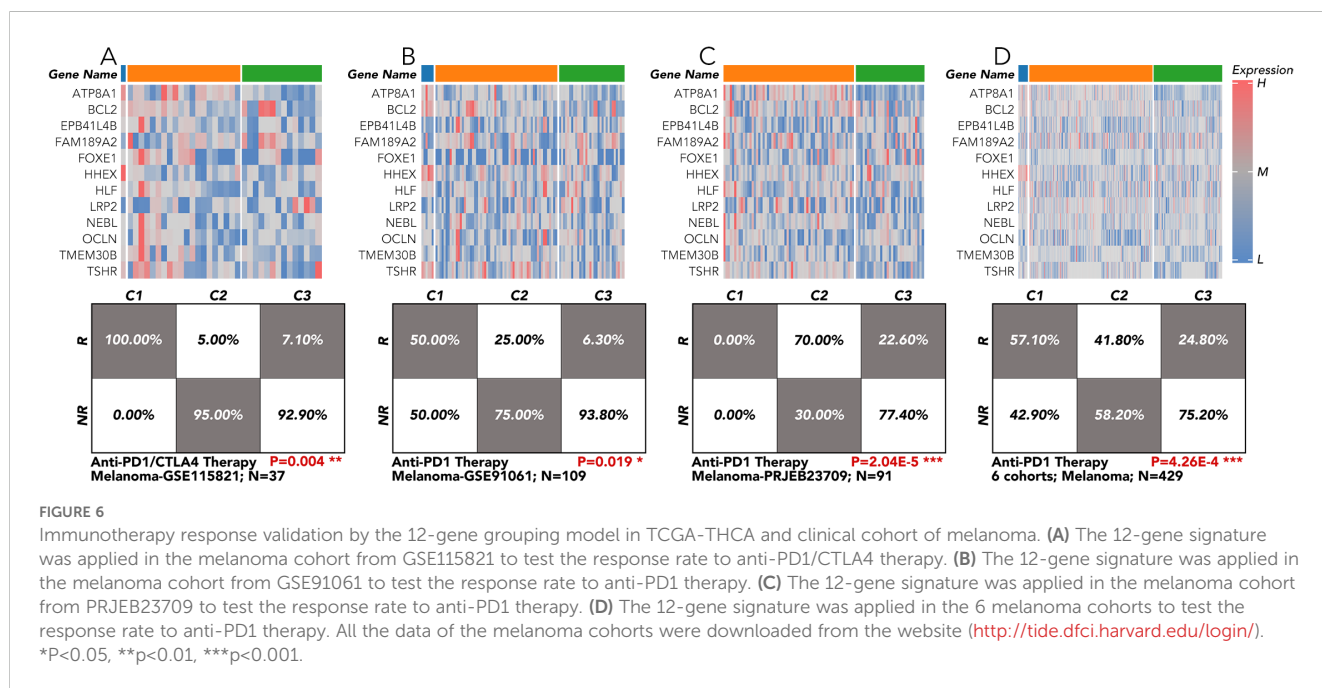 A
B
C
D
Gene Name
ATP8A1
BCL2
EPB41L4B
FAM189A2
FOXE1
HHEX
HLF
LRP2
NEBL
OCLN
TMEM30B
TSHR
Gene Name
ATP8A1
BCL2
EPB41L4B
FAM189A2
FOXE1
HHEX
HLF
LRP2
NEBL
OCLN
TMEM30B
TSHR
Gene Name
ATP8A1
BCL2
EPB41L4B
FAM189A2
FOXE1
HHEX
HLF
LRP2
NEBL
OCLN
TMEM30B
TSHR
Gene Name
ATP8A1
BCL2
EPB41L4B
FAM189A2
FOXE1
HHEX
HLF
LRP2
NEBL
OCLN
TMEM30B
TSHR
Expression
H
M
L
C1 C2 C3
R 100.00% 5.00% 7.10%
NR 0.00% 95.00% 92.90%
Anti-PD1/CTLA4 Therapy P=0.004 **
Melanoma-GSE115821; N=37
C1 C2 C3
R 50.00% 25.00% 6.30%
NR 50.00% 75.00% 93.80%
Anti-PD1 Therapy P=0.019 *
Melanoma-GSE91061; N=109
C1 C2 C3
R 0.00% 70.00% 22.60%
NR 0.00% 30.00% 77.40%
Anti-PD1 Therapy P=2.04E-5 ***
Melanoma-PRJEB23709; N=91
C1 C2 C3
R 57.10% 41.80% 24.80%
NR 42.90% 58.20% 75.20%
Anti-PD1 Therapy P=4.26E-4 ***
6 cohorts; Melanoma; N=429
FIGURE 6
Immunotherapy response validation by the 12-gene grouping model in TCGA-THCA and clinical cohort of melanoma. (A) The 12-gene signature
was applied in the melanoma cohort from GSE115821 to test the response rate to anti-PD1/CTLA4 therapy. (B) The 12-gene signature was applied in
the melanoma cohort from GSE91061 to test the response rate to anti-PD1 therapy. (C) The 12-gene signature was applied in the melanoma cohort
from PRJEB23709 to test the response rate to anti-PD1 therapy. (D) The 12-gene signature was applied in the 6 melanoma cohorts to test the
response rate to anti-PD1 therapy. All the data of the melanoma cohorts were downloaded from the website (http://tide.dfci.harvard.edu/login/).
*P<0.05, **p<0.01, ***p<0.001.